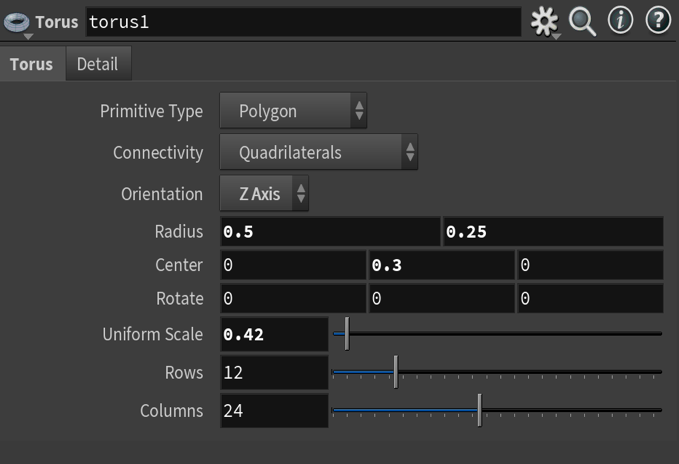 Torus torus1
Torus Detail
Primitive Type Polygon
Connectivity Quadrilaterals
Orientation Z Axis
Radius 0.5 0.25
Center 0 0.3 0
Rotate 0 0 0
Uniform Scale 0.42
Rows 12
Columns 24